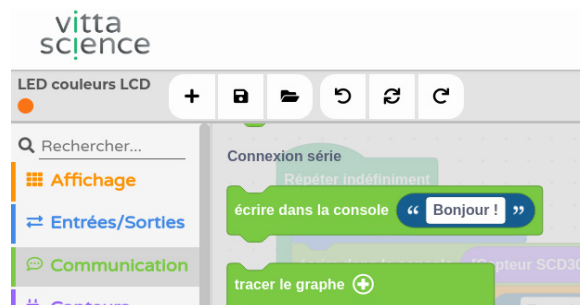 vitta
science
LED couleurs LCD
Rechercher...
Connexion série
Affichage
Répéter indéfiniment
écrire dans la console “ Bonjour ! ”
Entrées/Sorties
Communication
tracer le graphe